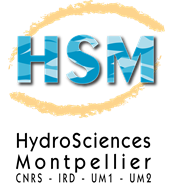 HSM
HydroSciences
Montpellier
CNRS - IRD - UM1 - UM2